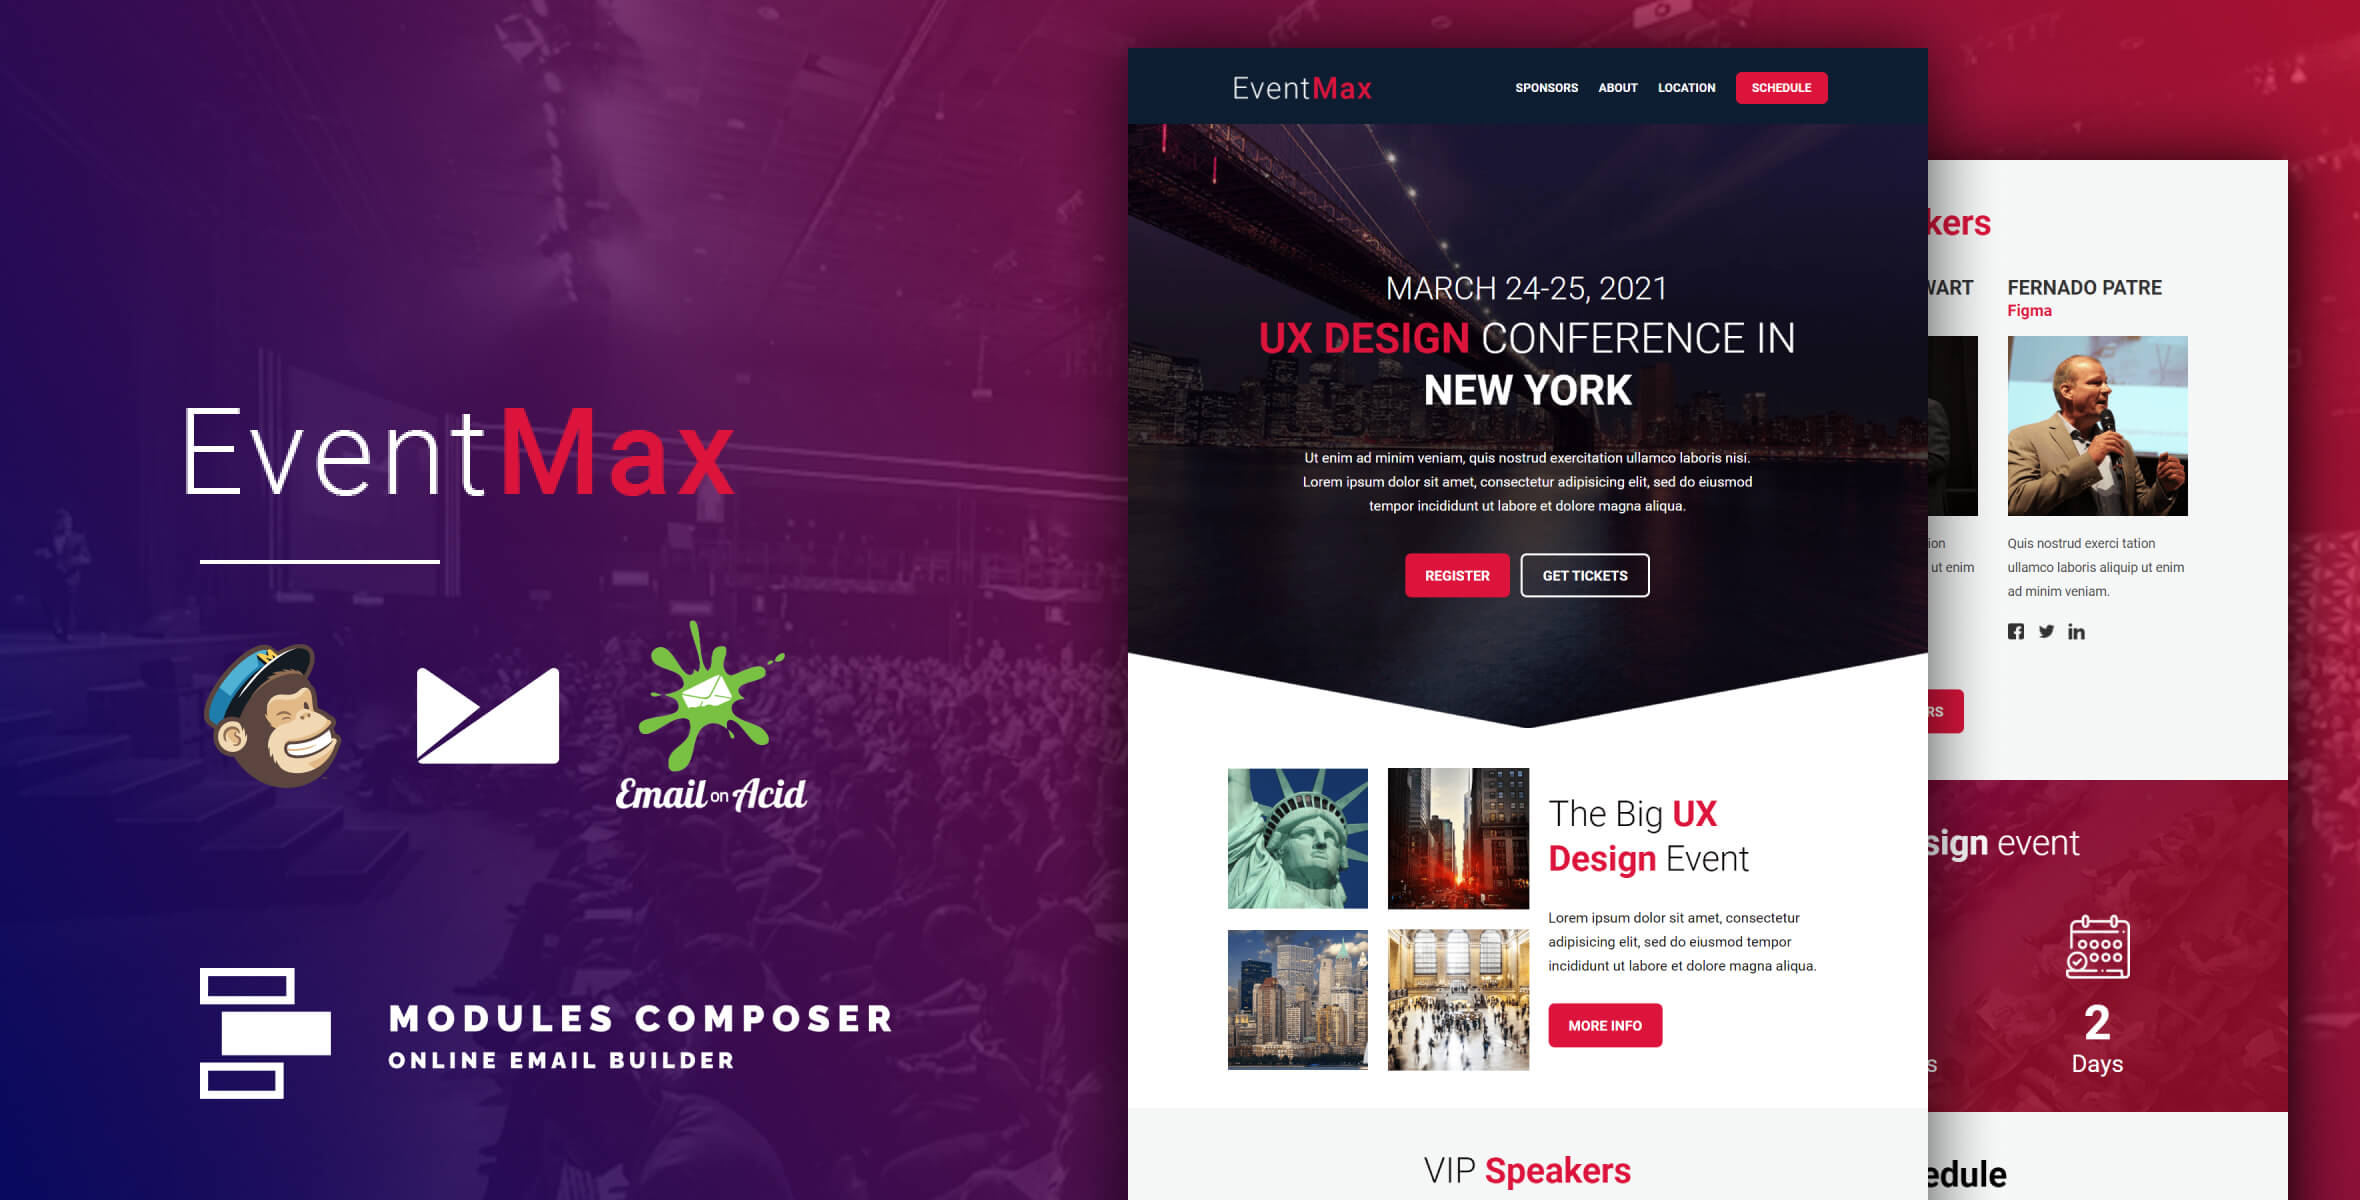 EventMax
Email on Acid
MODULES COMPOSER
ONLINE EMAIL BUILDER
EventMax
SPONSORS ABOUT LOCATION SCHEDULE
MARCH 24-25, 2021
UX DESIGN CONFERENCE IN
NEW YORK
Ut enim ad minim veniam, quis nostrud exercitation ullamco laboris nisi.
Lorem ipsum dolor sit amet, consectetur adipisicing elit, sed do eiusmod
tempor incididunt ut labore et dolore magna aliqua.
REGISTER GET TICKETS
The Big UX
Design Event
Lorem ipsum dolor sit amet, consectetur
adipisicing elit, sed do eiusmod tempor
incididunt ut labore et dolore magna aliqua.
MORE INFO
VIP Speakers
kers
WART FERNADO PATRE
Figma
ion Quis nostrud exerci tation
ut enim ullamco laboris aliquip ut enim
ad minim veniam.
RS
sign event
2
s Days
edule